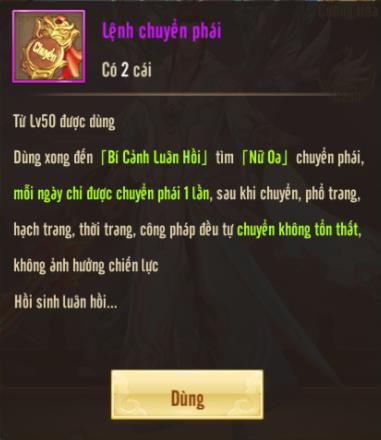 Lệnh chuyển phái
Chuyển
Có 2 cái
Từ Lv50 được dùng
Dùng xong đến「Bí Cảnh Luân Hồi」tìm「Nữ Oa」chuyển phái,
mỗi ngày chỉ được chuyển phái 1 lần, sau khi chuyển, phổ trang,
hạch trang, thời trang, công pháp đều tự chuyển không tổn thất,
không ảnh hưởng chiến lực
Hồi sinh luân hồi...
Dùng